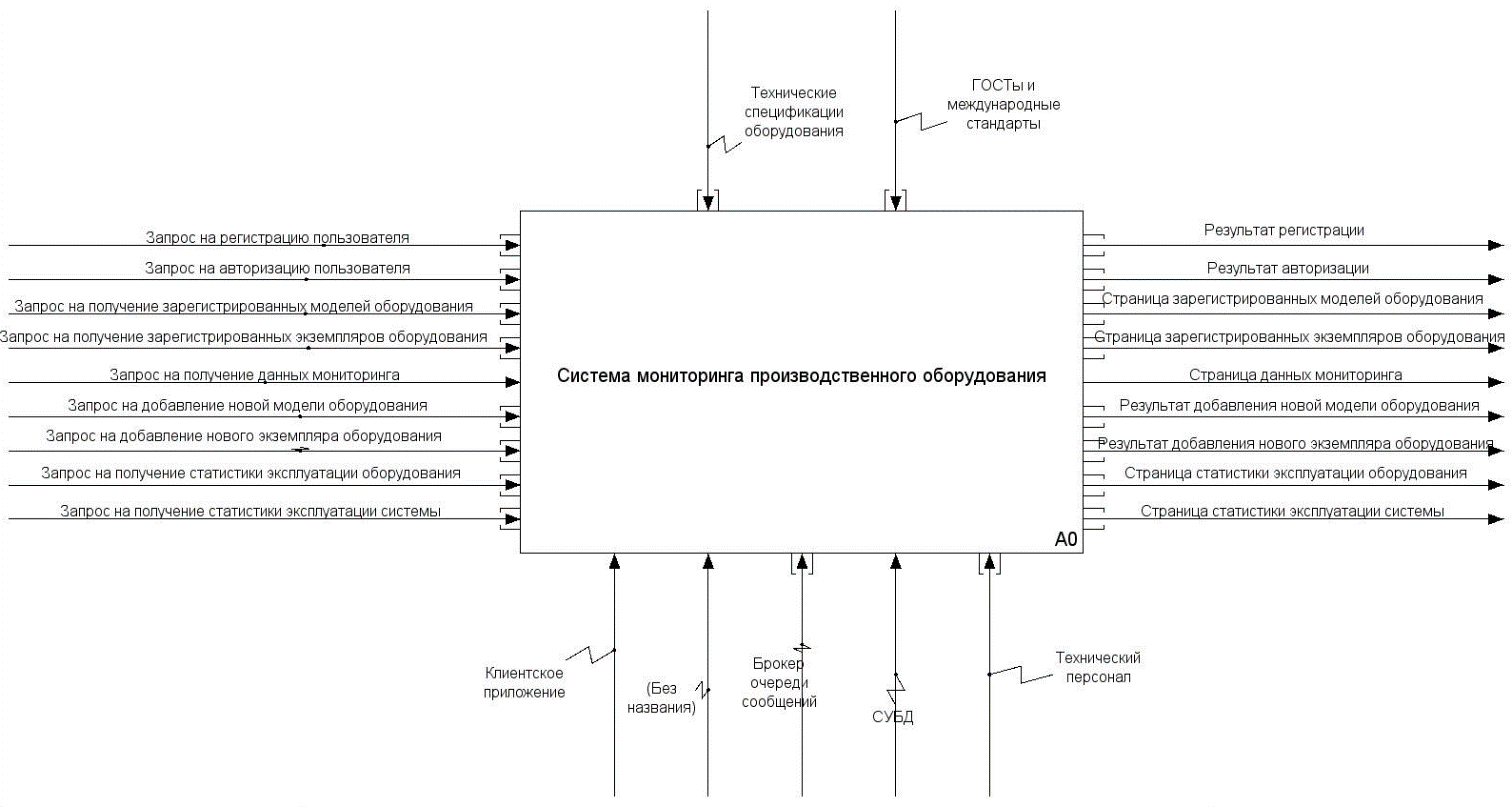 Технические
спецификации
оборудования
ГОСТы и
международные
стандарты
Запрос на регистрацию пользователя
Запрос на авторизацию пользователя
Запрос на получение зарегистрированных моделей оборудования
Запрос на получение зарегистрированных экземпляров оборудования
Запрос на получение данных мониторинга
Запрос на добавление новой модели оборудования
Запрос на добавление нового экземпляра оборудования
Запрос на получение статистики эксплуатации оборудования
Запрос на получение статистики эксплуатации системы
Система мониторинга производственного оборудования
A0
Результат регистрации
Результат авторизации
Страница зарегистрированных моделей оборудования
Страница зарегистрированных экземпляров оборудования
Страница данных мониторинга
Результат добавления новой модели оборудования
Результат добавления нового экземпляра оборудования
Страница статистики эксплуатации оборудования
Страница статистики эксплуатации системы
Клиентское
приложение
(Без
названия)
Брокер
очереди
сообщений
СУБД
Технический
персонал